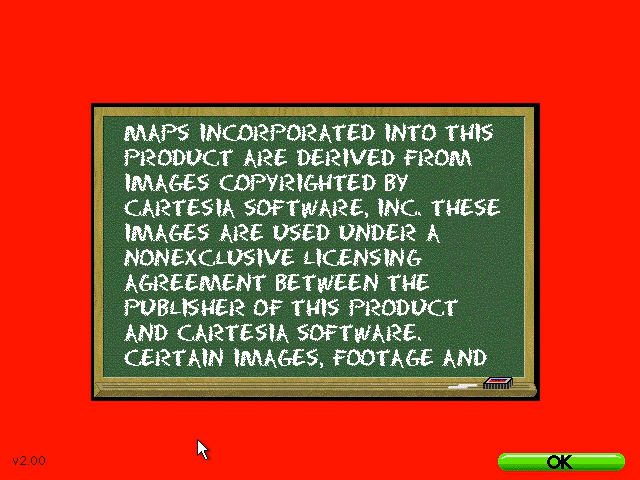 MAPS INCORPORATED INTO THIS
PRODUCT ARE DERIVED FROM
IMAGES COPYRIGHTED BY
CARTESIA SOFTWARE, INC. THESE
IMAGES ARE USED UNDER A
NONEXCLUSIVE LICENSING
AGREEMENT BETWEEN THE
PUBLISHER OF THIS PRODUCT
AND CARTESIA SOFTWARE.
CERTAIN IMAGES, FOOTAGE AND
v2.00
OK